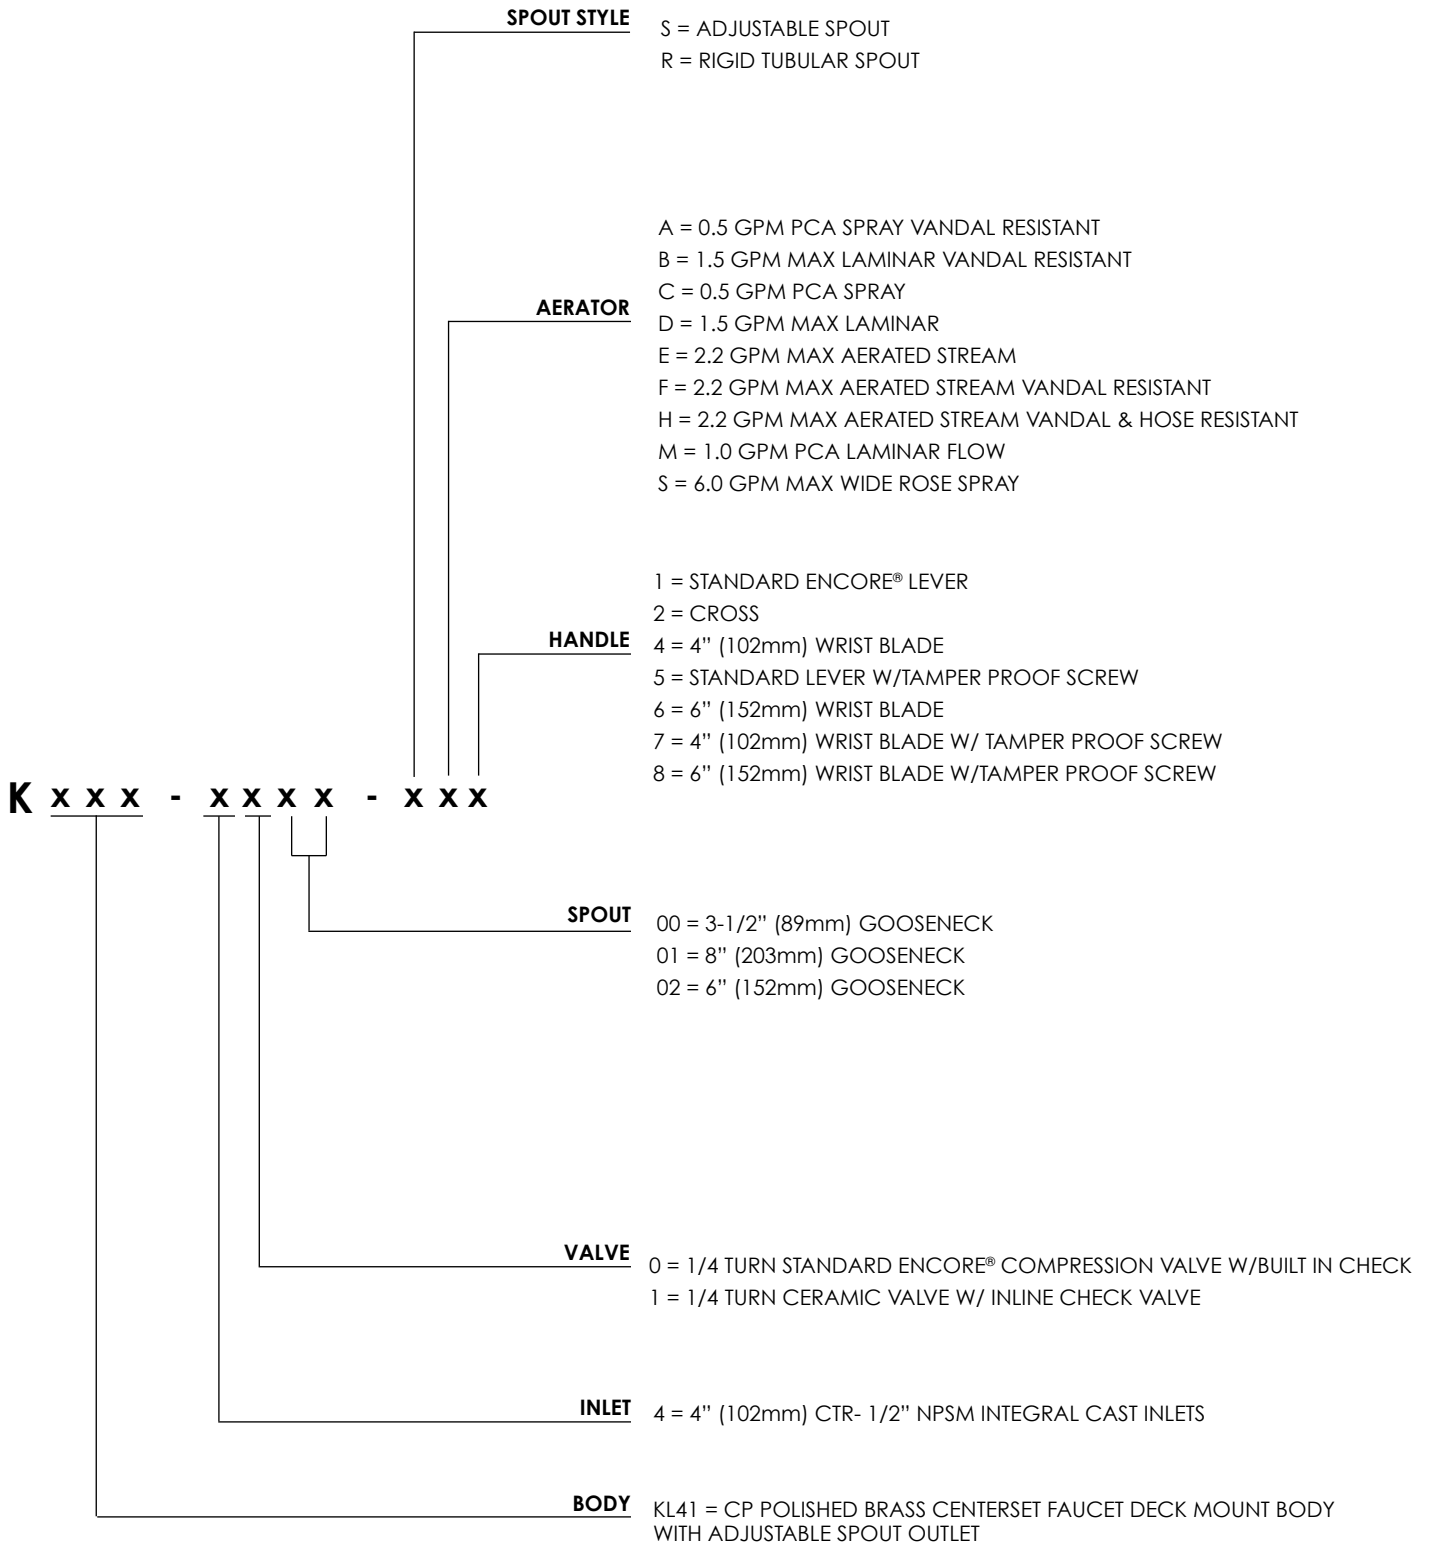 SPOUT STYLE
S = ADJUSTABLE SPOUT
R = RIGID TUBULAR SPOUT
AERATOR
A = 0.5 GPM PCA SPRAY VANDAL RESISTANT
B = 1.5 GPM MAX LAMINAR VANDAL RESISTANT
C = 0.5 GPM PCA SPRAY
D = 1.5 GPM MAX LAMINAR
E = 2.2 GPM MAX AERATED STREAM
F = 2.2 GPM MAX AERATED STREAM VANDAL RESISTANT
H = 2.2 GPM MAX AERATED STREAM VANDAL & HOSE RESISTANT
M = 1.0 GPM PCA LAMINAR FLOW
S = 6.0 GPM MAX WIDE ROSE SPRAY
HANDLE
1 = STANDARD ENCORE® LEVER
2 = CROSS
4 = 4” (102mm) WRIST BLADE
5 = STANDARD LEVER W/TAMPER PROOF SCREW
6 = 6” (152mm) WRIST BLADE
7 = 4” (102mm) WRIST BLADE W/ TAMPER PROOF SCREW
8 = 6” (152mm) WRIST BLADE W/TAMPER PROOF SCREW
K x x x - x x x x - x x x
SPOUT
00 = 3-1/2” (89mm) GOOSENECK
01 = 8” (203mm) GOOSENECK
02 = 6” (152mm) GOOSENECK
VALVE
0 = 1/4 TURN STANDARD ENCORE® COMPRESSION VALVE W/BUILT IN CHECK
1 = 1/4 TURN CERAMIC VALVE W/ INLINE CHECK VALVE
INLET
4 = 4” (102mm) CTR- 1/2” NPSM INTEGRAL CAST INLETS
BODY
KL41 = CP POLISHED BRASS CENTERSET FAUCET DECK MOUNT BODY
WITH ADJUSTABLE SPOUT OUTLET